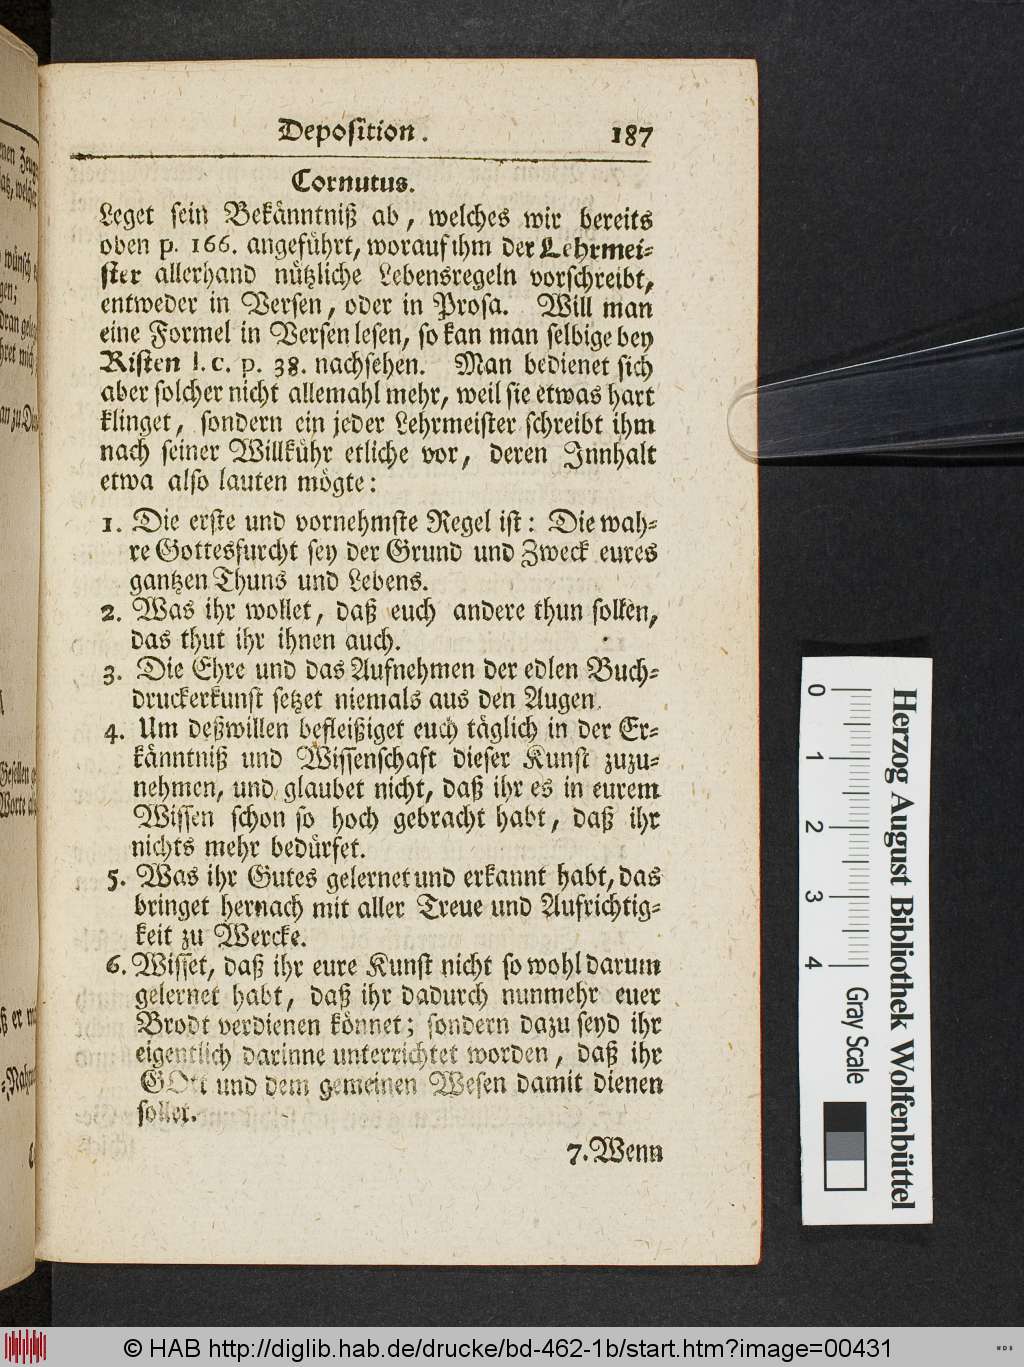 Deposition. 187
Cornutus.
Leget sein Bekänntniß ab, welches wir bereits
oben p. 166. angeführt, worauf ihm der Lehrmei-
ster allerhand nützliche Lebensregeln vorschreibt,
entweder in Versen, oder in Prosa. Will man
eine Formel in Versen lesen, so kan man selbige bey
Risten l. c. p. 38. nachsehen. Man bedienet sich
aber solcher nicht allemahl mehr, weil sie etwas hart
klinget, sondern ein jeder Lehrmeister schreibt ihm
nach seiner Willkühr etliche vor, deren Innhalt
etwa also lauten mögte:
1. Die erste und vornehmste Regel ist: Die wah-
re Gottesfurcht sey der Grund und Zweck eures
gantzen Thuns und Lebens.
2. Was ihr wollet, daß euch andere thun sollen,
das thut ihr ihnen auch.
3. Die Ehre und das Aufnehmen der edlen Buch-
druckerkunst setzet niemals aus den Augen.
4. Um deßwillen befleißiget euch täglich in der Er-
känntniß und Wissenschaft dieser Kunst zuzu-
nehmen, und glaubet nicht, daß ihr es in eurem
Wissen schon so hoch gebracht habt, daß ihr
nichts mehr bedürfet.
5. Was ihr Gutes gelernet und erkannt habt, das
bringet hernach mit aller Treue und Aufrichtig-
keit zu Wercke.
6. Wisset, daß ihr eure Kunst nicht so wohl darum
gelernet habt, daß ihr dadurch nunmehr euer
Brodt verdienen könnet; sondern dazu seyd ihr
eigentlich darinne unterrichtet worden, daß ihr
GOtt und dem gemeinen Wesen damit dienen
sollet.
7. Wenn
0 1 2 3 4
Gray Scale
Herzog August Bibliothek Wolfenbüttel
© HAB http://diglib.hab.de/drucke/bd-462-1b/start.htm?image=00431